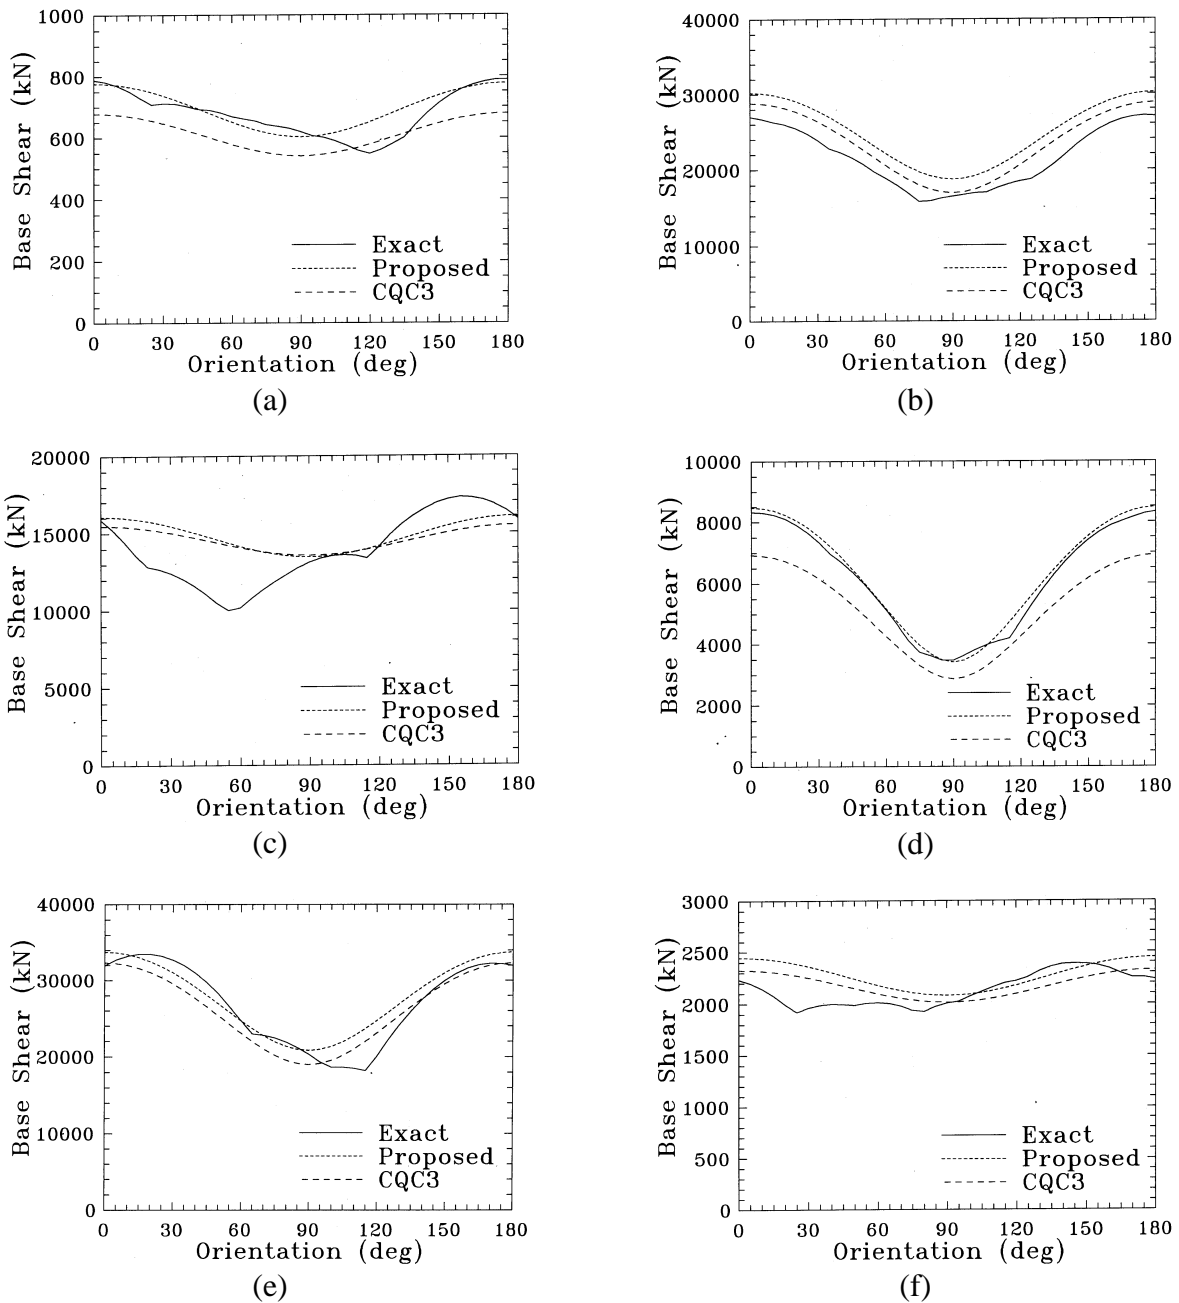 1000
800
600
400
200
0
Base Shear (kN)
Exact
Proposed
CQC3
0 30 60 90 120 150 180
Orientation (deg)
(a)
40000
30000
20000
10000
0
Base Shear (kN)
Exact
Proposed
CQC3
0 30 60 90 120 150 180
Orientation (deg)
(b)
20000
15000
10000
5000
0
Base Shear (kN)
Exact
Proposed
CQC3
0 30 60 90 120 150 180
Orientation (deg)
(c)
10000
8000
6000
4000
2000
0
Base Shear (kN)
Exact
Proposed
CQC3
0 30 60 90 120 150 180
Orientation (deg)
(d)
40000
30000
20000
10000
0
Base Shear (kN)
Exact
Proposed
CQC3
0 30 60 90 120 150 180
Orientation (deg)
(e)
3000
2500
2000
1500
1000
500
0
Base Shear (kN)
Exact
Proposed
CQC3
0 30 60 90 120 150 180
Orientation (deg)
(f)